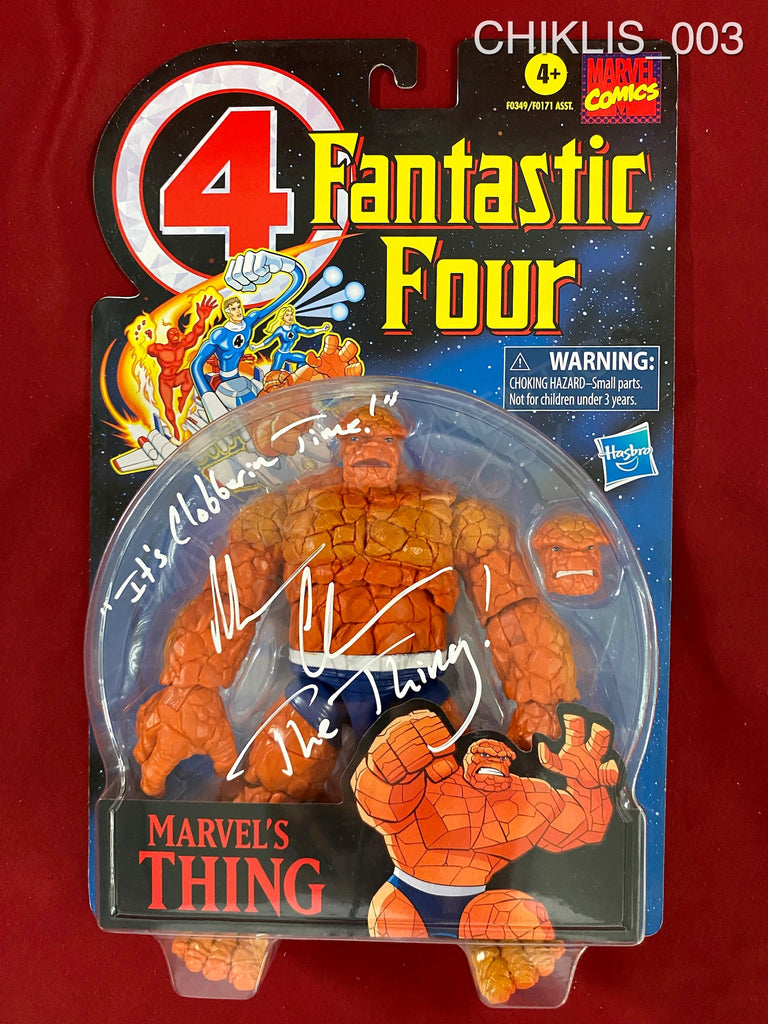 CHIKLIS_003
4+
MARVEL
COMICS
F0349/F0171 ASST.
4
Fantastic
Four
4
WARNING:
CHOKING HAZARD–Small parts.
Not for children under 3 years.
Hasbro
"It's Clobberin Time!"
The Thing!
MARVEL'S
THING